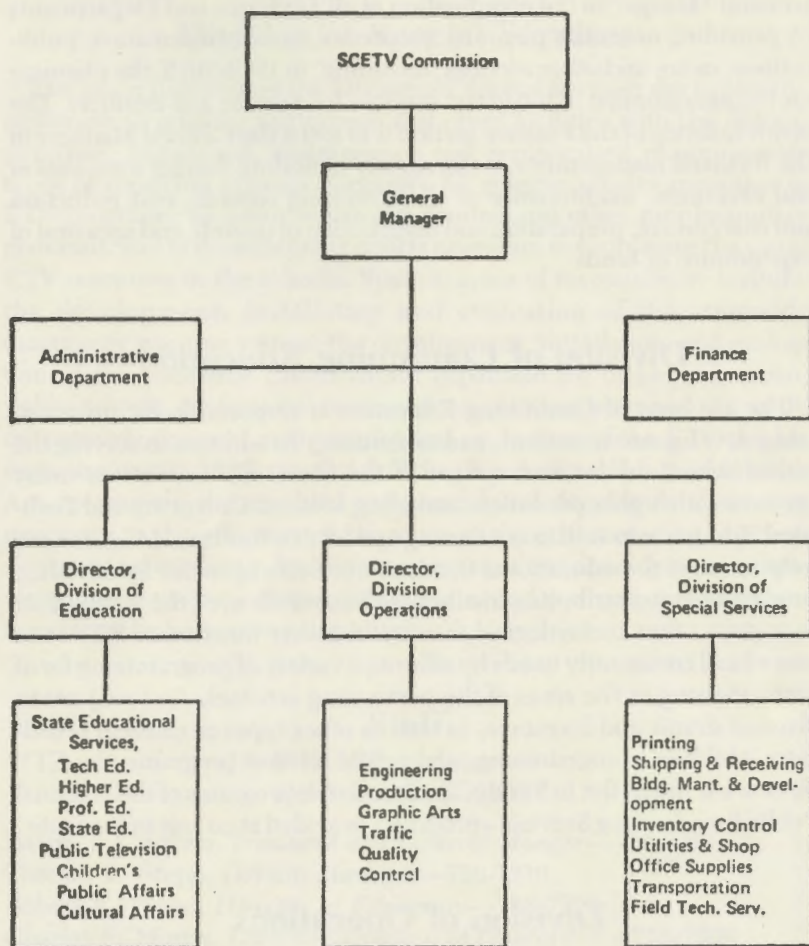 SCETV Commission
General
Manager
Administrative
Department
Finance
Department
Director,
Division of
Education
Director,
Division
Operations
Director,
Division of
Special Services
State Educational
Services,
Tech Ed.
Higher Ed.
Prof. Ed.
State Ed.
Public Television
Children's
Public Affairs
Cultural Affairs
Engineering
Production
Graphic Arts
Traffic
Quality
Control
Printing
Shipping & Receiving
Bldg. Mant. & Devel-
opment
Inventory Control
Utilities & Shop
Office Supplies
Transportation
Field Tech. Serv.